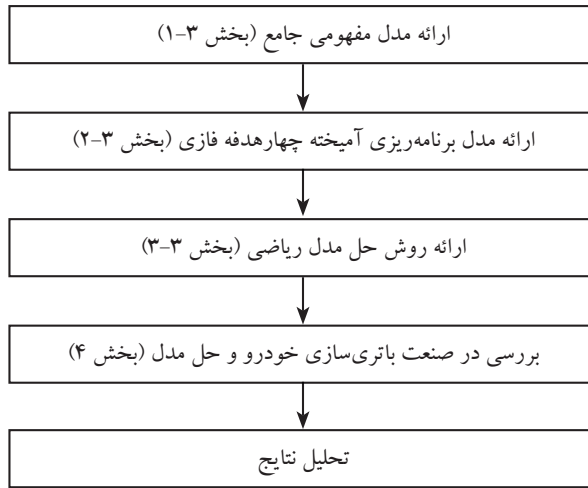 ارائه مدل مفهومی جامع (بخش ۳-۱)
ارائه مدل برنامه‌ریزی آمیخته چهارهدفه فازی (بخش ۳-۲)
ارائه روش حل مدل ریاضی (بخش ۳-۳)
بررسی در صنعت باتری‌سازی خودرو و حل مدل (بخش ۴)
تحلیل نتایج